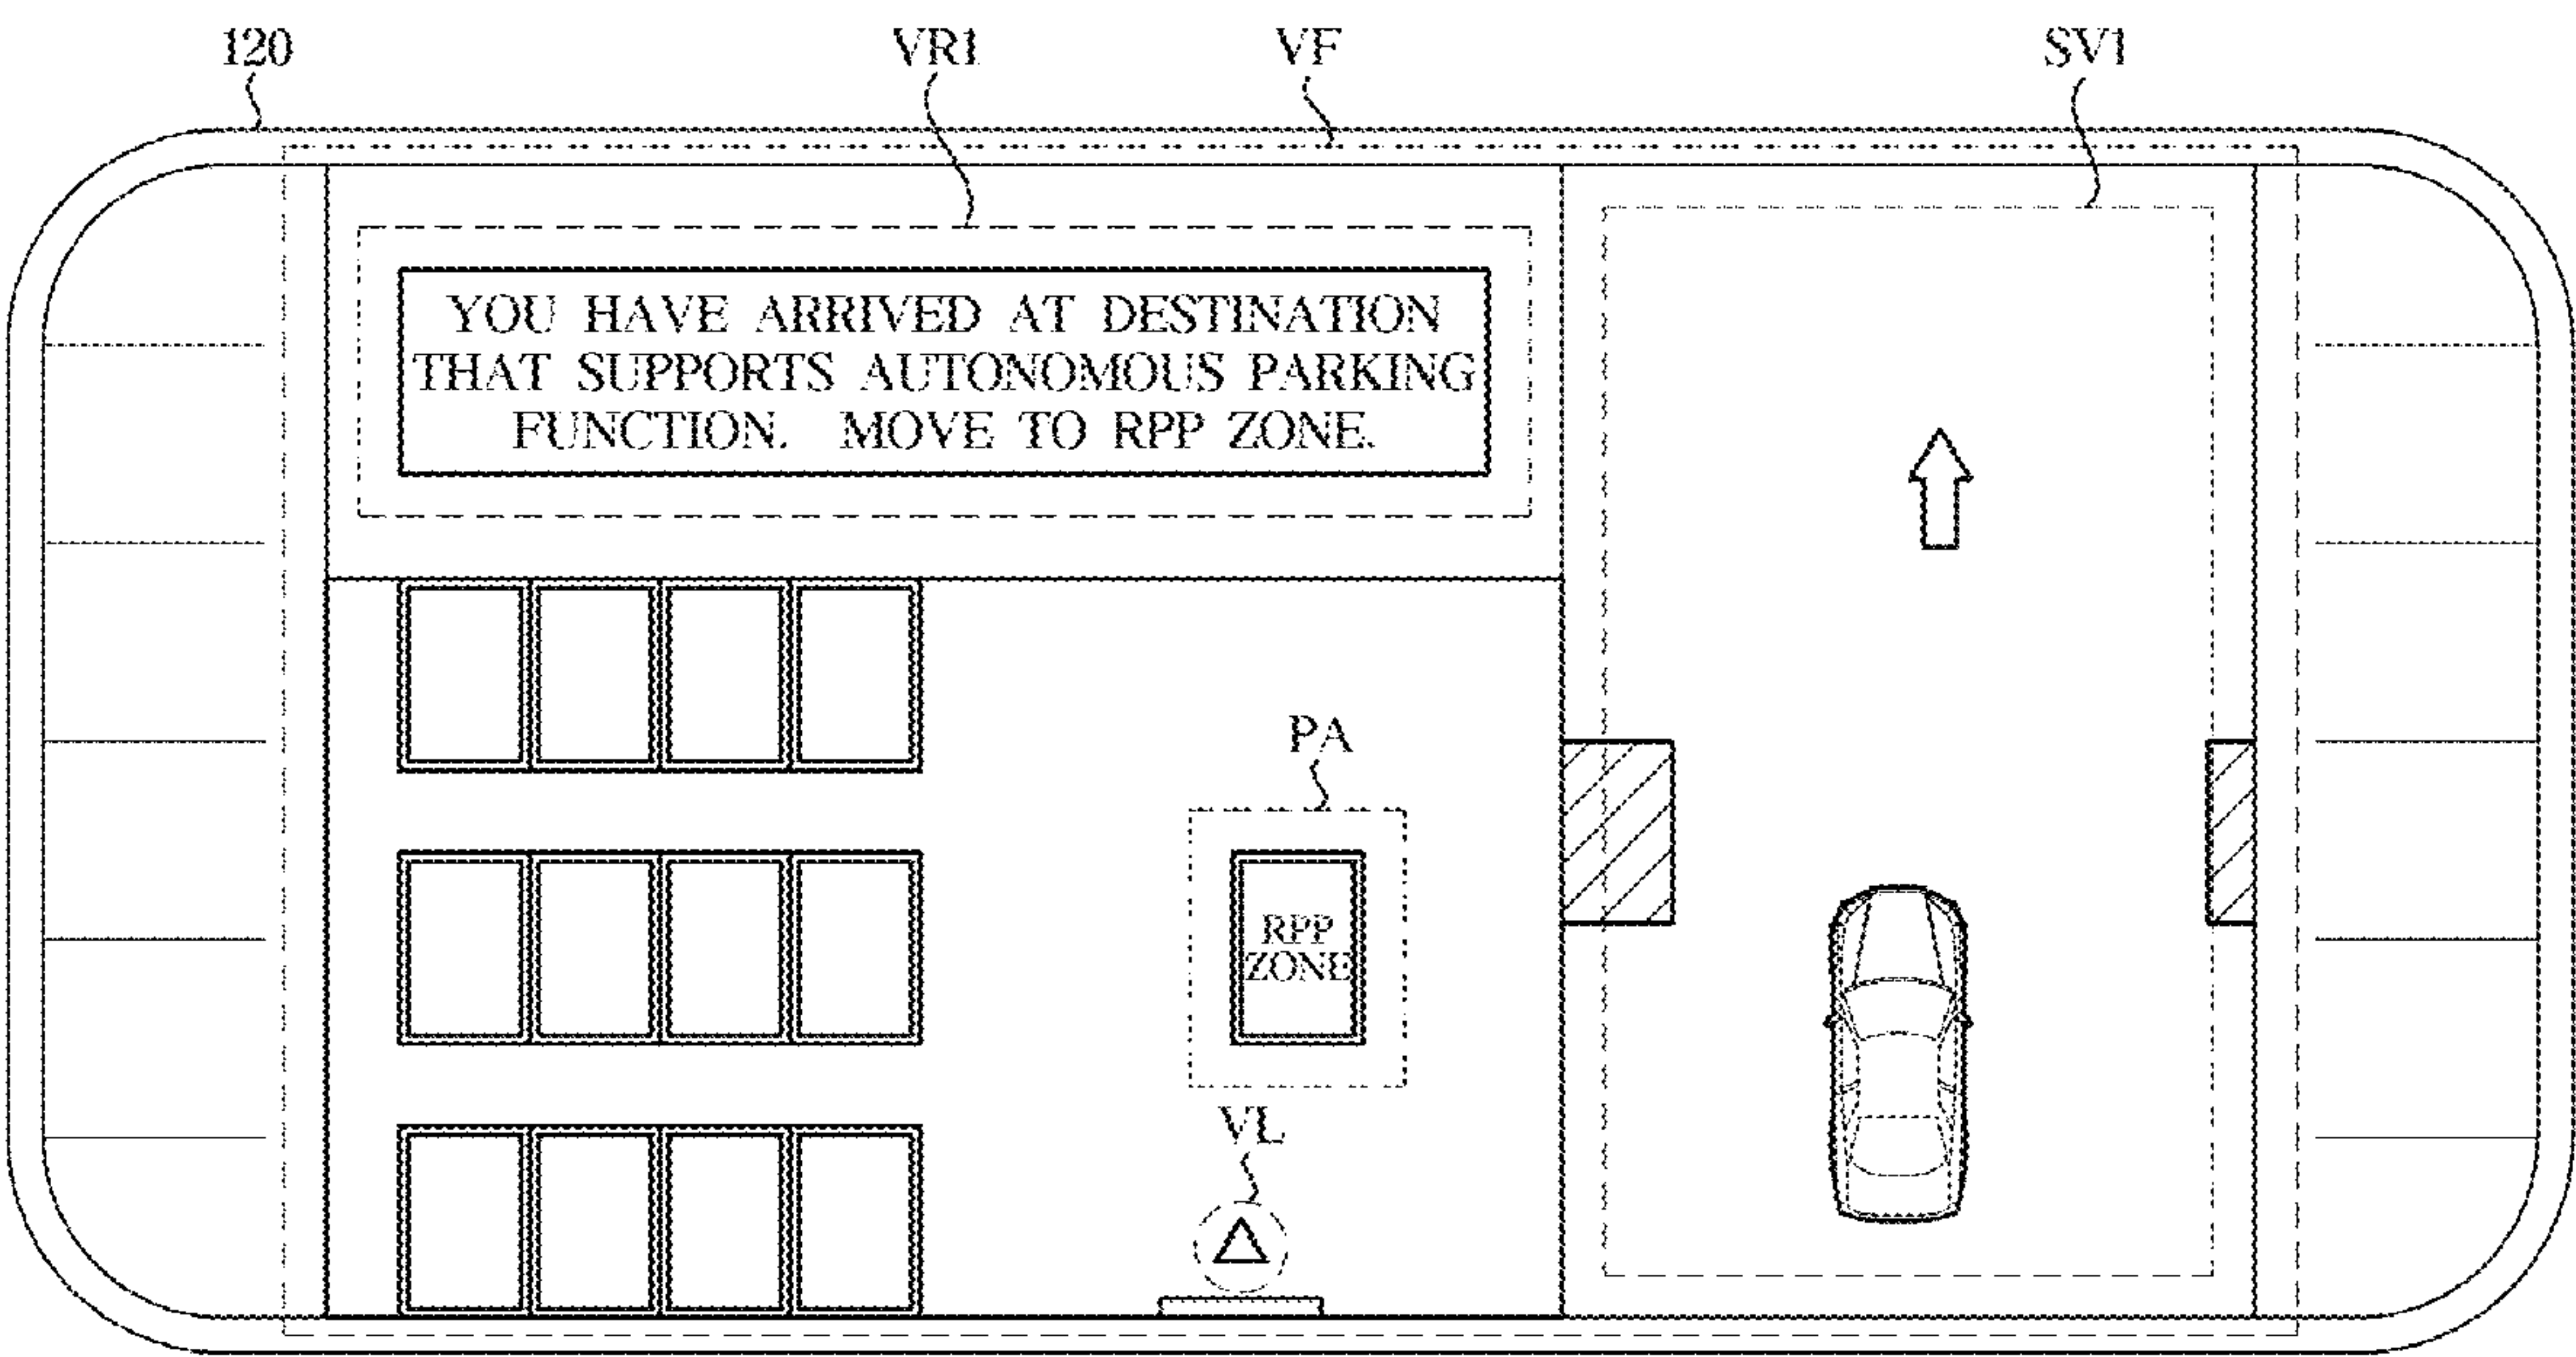 120
VR1
VF
SV1
YOU HAVE ARRIVED AT DESTINATION
THAT SUPPORTS AUTONOMOUS PARKING
FUNCTION. MOVE TO RPP ZONE.
PA
RPP
ZONE
VL